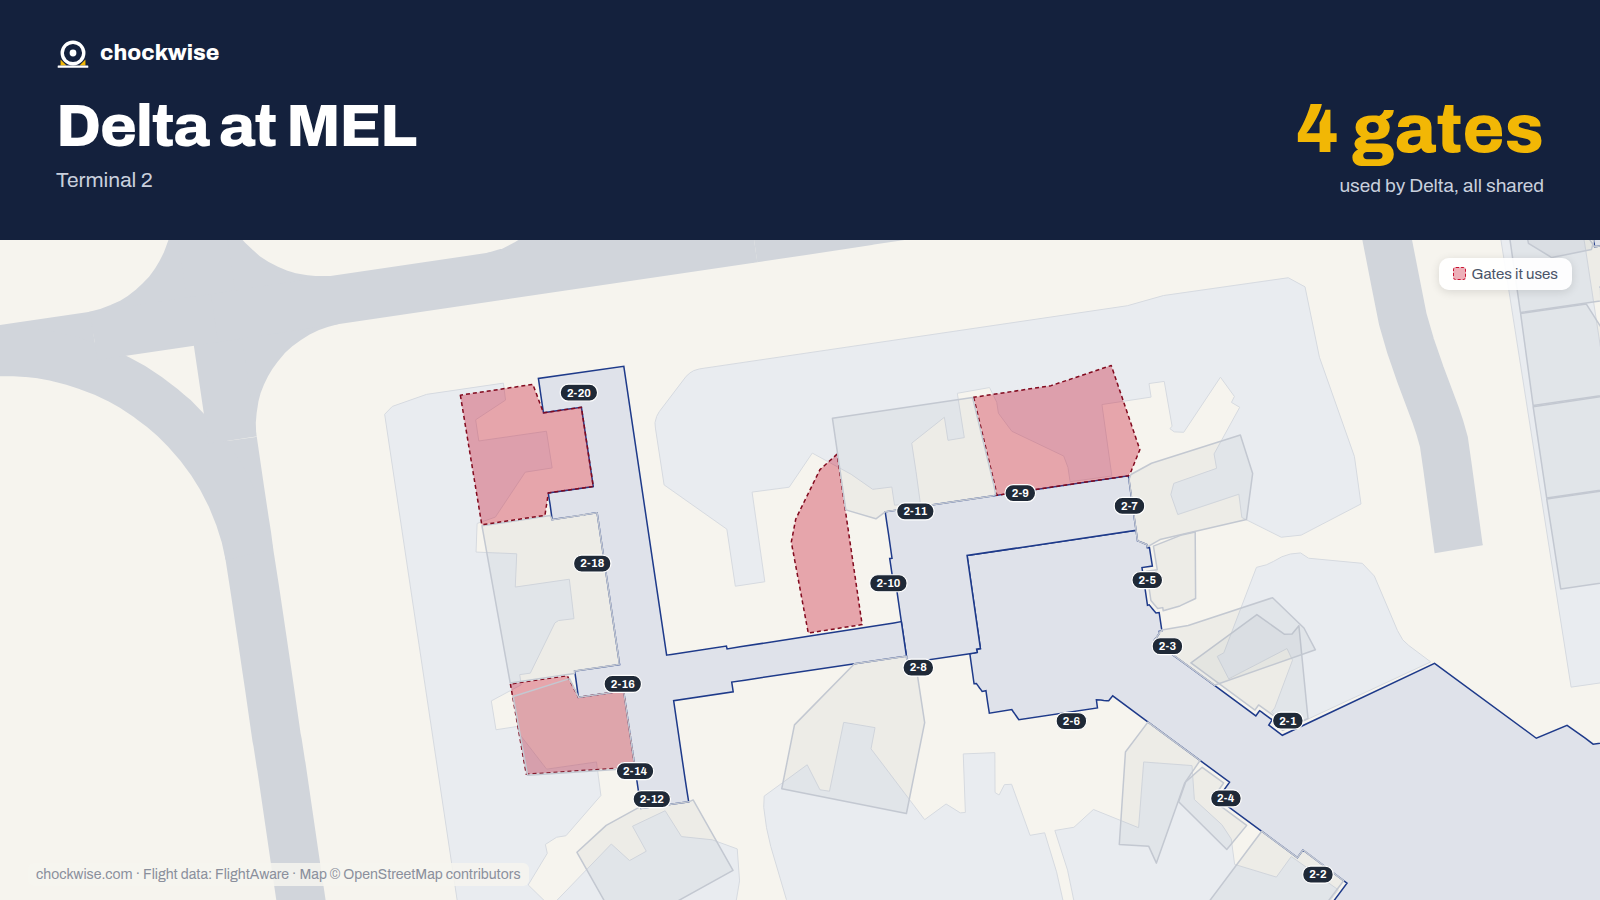 chockwise
Delta at MEL
Terminal 2
4 gates
used by Delta, all shared
Gates it uses
2-20
2-9
2-7
2-11
2-18
2-5
2-10
2-3
2-8
2-16
2-6
2-1
2-14
2-12
2-4
2-2
chockwise.com · Flight data: FlightAware · Map © OpenStreetMap contributors